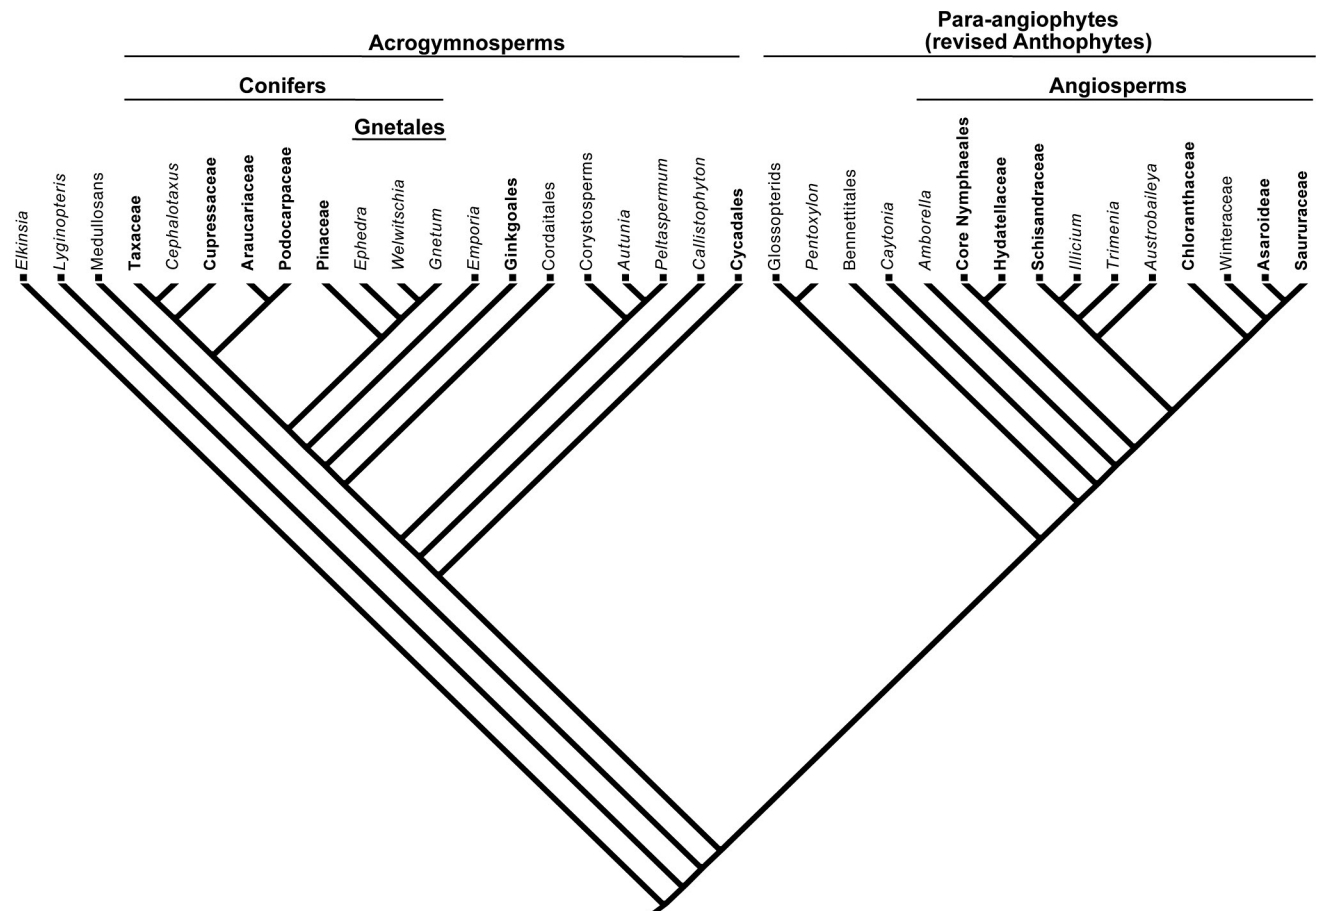 Para-angiophytes
(revised Anthophytes)
Acrogymnosperms
Conifers
Angiosperms
Gnetales
Elkinsia
Lyginopteris
Medullosans
Taxaceae
Cephalotaxus
Cupressaceae
Araucariaceae
Podocarpaceae
Pinaceae
Ephedra
Welwitschia
Gnetum
Emporia
Ginkgoales
Cordaitales
Corystosperms
Autunia
Peltaspermum
Callistophyton
Cycadales
Glossopterids
Pentoxylon
Bennettitales
Caytonia
Amborella
Core Nymphaeales
Hydatellaceae
Schisandraceae
Illicium
Trimenia
Austrobaileya
Chloranthaceae
Winteraceae
Asaroideae
Saururaceae